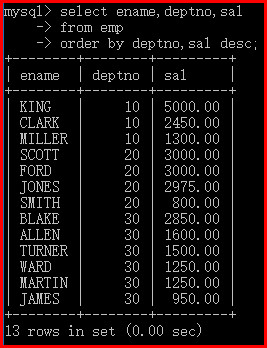 mysql> select ename,deptno,sal
    -> from emp
    -> order by deptno,sal desc;
+--------+--------+---------+
| ename  | deptno | sal     |
+--------+--------+---------+
| KING   |     10 | 5000.00 |
| CLARK  |     10 | 2450.00 |
| MILLER |     10 | 1300.00 |
| SCOTT  |     20 | 3000.00 |
| FORD   |     20 | 3000.00 |
| JONES  |     20 | 2975.00 |
| SMITH  |     20 |  800.00 |
| BLAKE  |     30 | 2850.00 |
| ALLEN  |     30 | 1600.00 |
| TURNER |     30 | 1500.00 |
| WARD   |     30 | 1250.00 |
| MARTIN |     30 | 1250.00 |
| JAMES  |     30 |  950.00 |
+--------+--------+---------+
13 rows in set (0.00 sec)